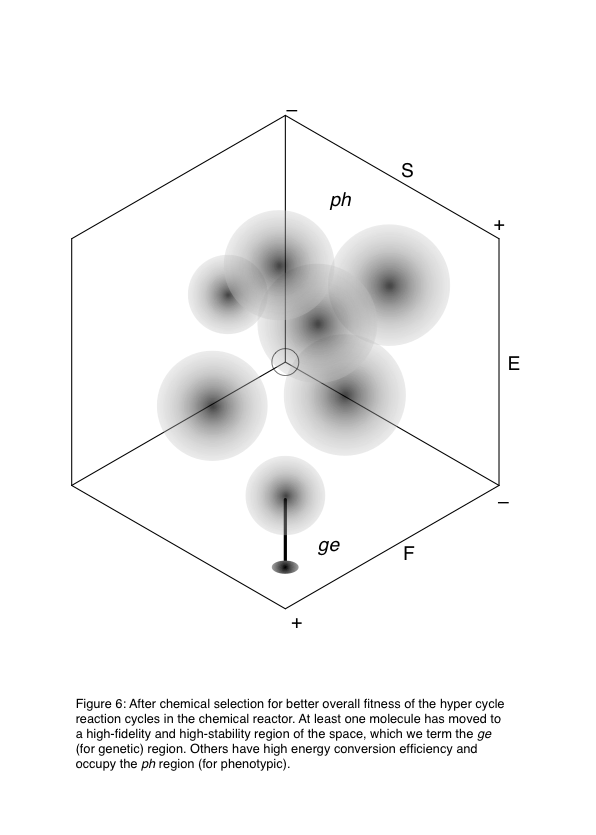 –
S
ph
+
E
–
ge
F
+
Figure 6: After chemical selection for better overall fitness of the hyper cycle
reaction cycles in the chemical reactor. At least one molecule has moved to
a high-fidelity and high-stability region of the space, which we term the ge
(for genetic) region. Others have high energy conversion efficiency and
occupy the ph region (for phenotypic).